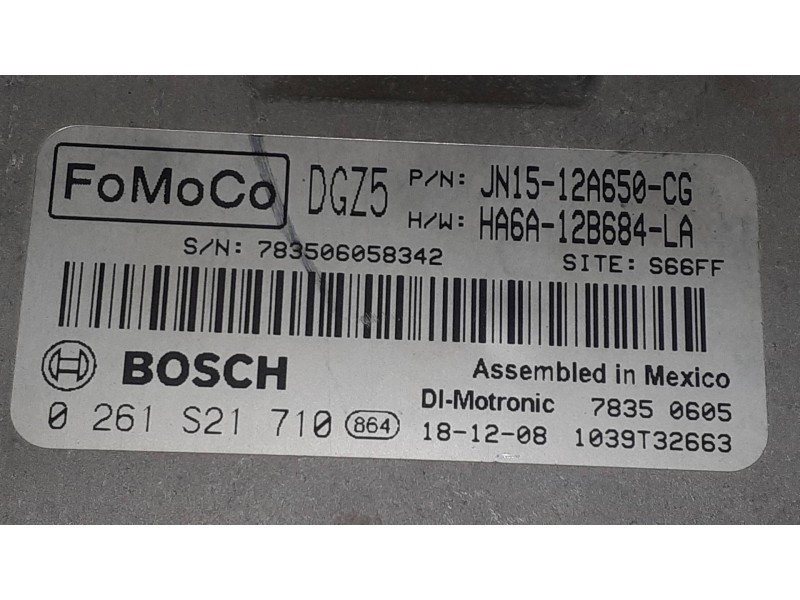 FoMoCo DGZ5 P/N: JN15-12A650-CG
H/W: HA6A-12B684-LA
S/N: 783506058342 SITE: S66FF
BOSCH Assembled in Mexico
DI-Motronic 7835 0605
0 261 S21 710 864 18-12-08 1039T32663